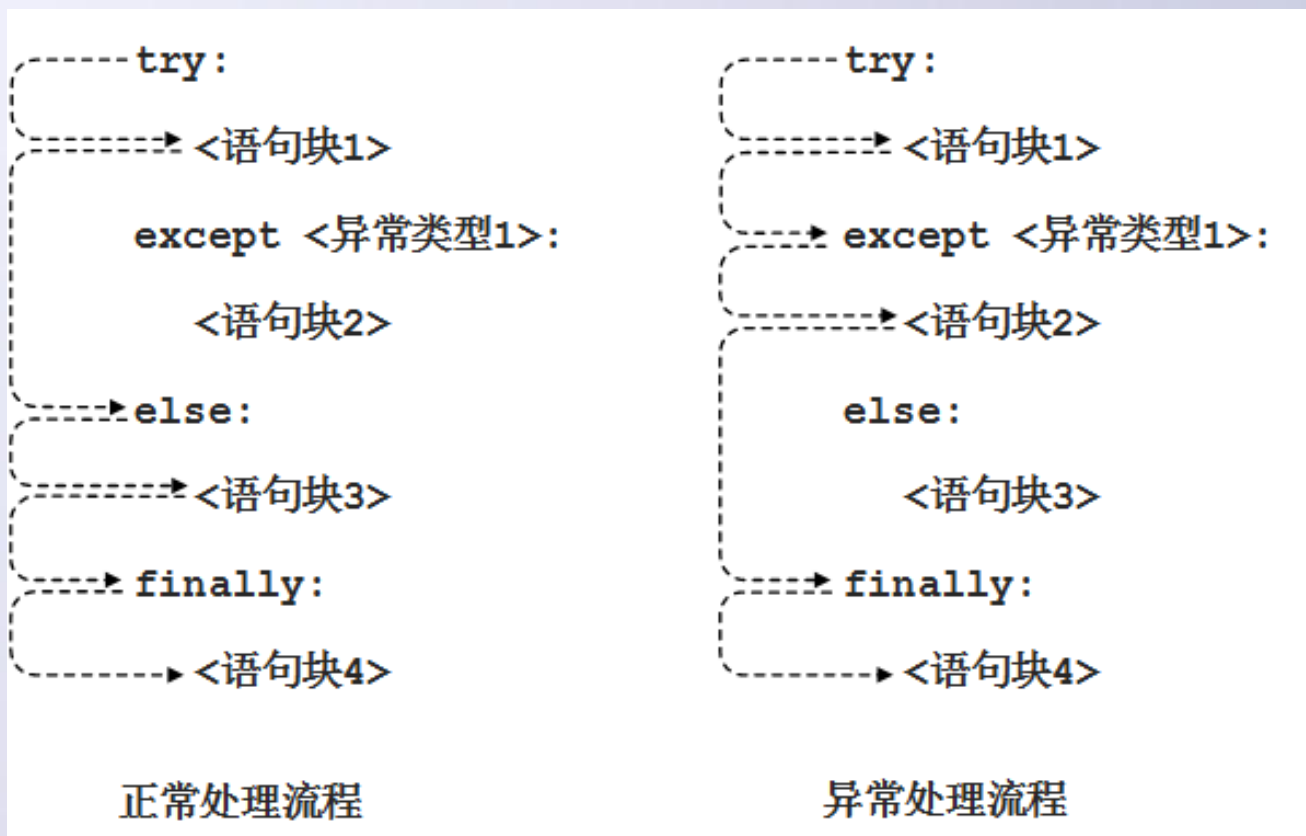 try:
<语句块1>
except <异常类型1>:
<语句块2>
else:
<语句块3>
finally:
<语句块4>
正常处理流程
try:
<语句块1>
except <异常类型1>:
<语句块2>
else:
<语句块3>
finally:
<语句块4>
异常处理流程